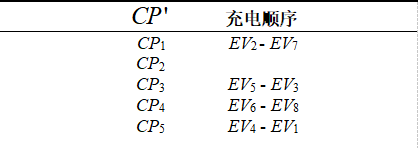 CP' 充电顺序
CP1 EV2 - EV7
CP2
CP3 EV5 - EV3
CP4 EV6 - EV8
CP5 EV4 - EV1